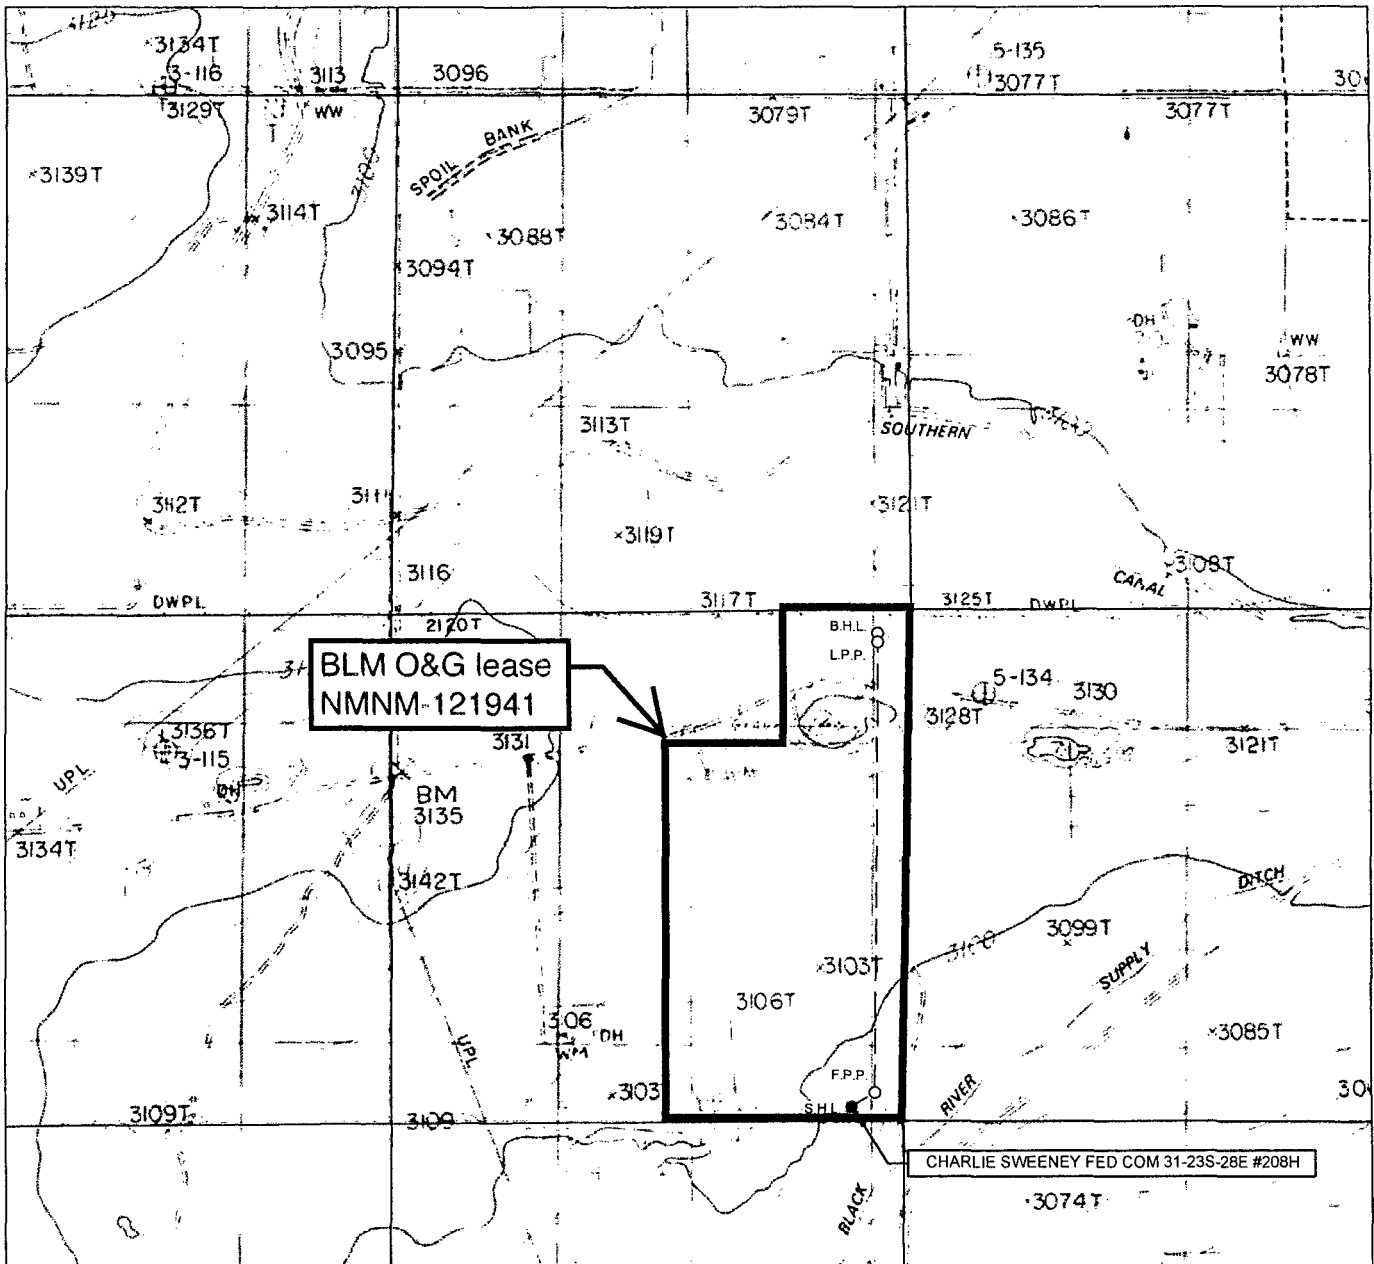 3134T
5-135
3-116
3113
3096
3077T
3129T
WW
3079T
3077T
BANK
SPOIL
3139T
3114T
3088T
3084T
3086T
3094T
DH
WW
3095
3078T
3113T
SOUTHERN
3112T
3111
3121T
3119T
3108T
3116
CANAL
DWPL
3117T
3125T
DWPL
2120T
B.H.L.
L.P.P.
BLM O&G lease
NMNM-121941
5-134
3130
3128T
3136T
3131
3121T
3-115
UPL
DH
BM
3135
3134T
3142T
DITCH
3099T
3100
3103T
SUPPLY
3106T
DH
3085T
UPL
3103
F.P.P.
RIVER
S.H.L.
3109T
3109
CHARLIE SWEENEY FED COM 31-23S-28E #208H
BLACK
3074T